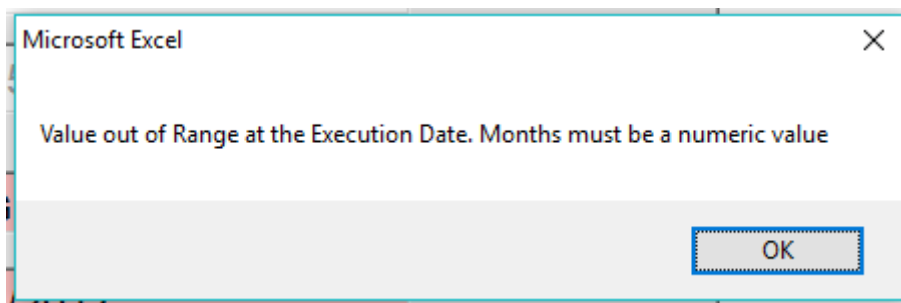 Microsoft Excel
Value out of Range at the Execution Date. Months must be a numeric value
OK